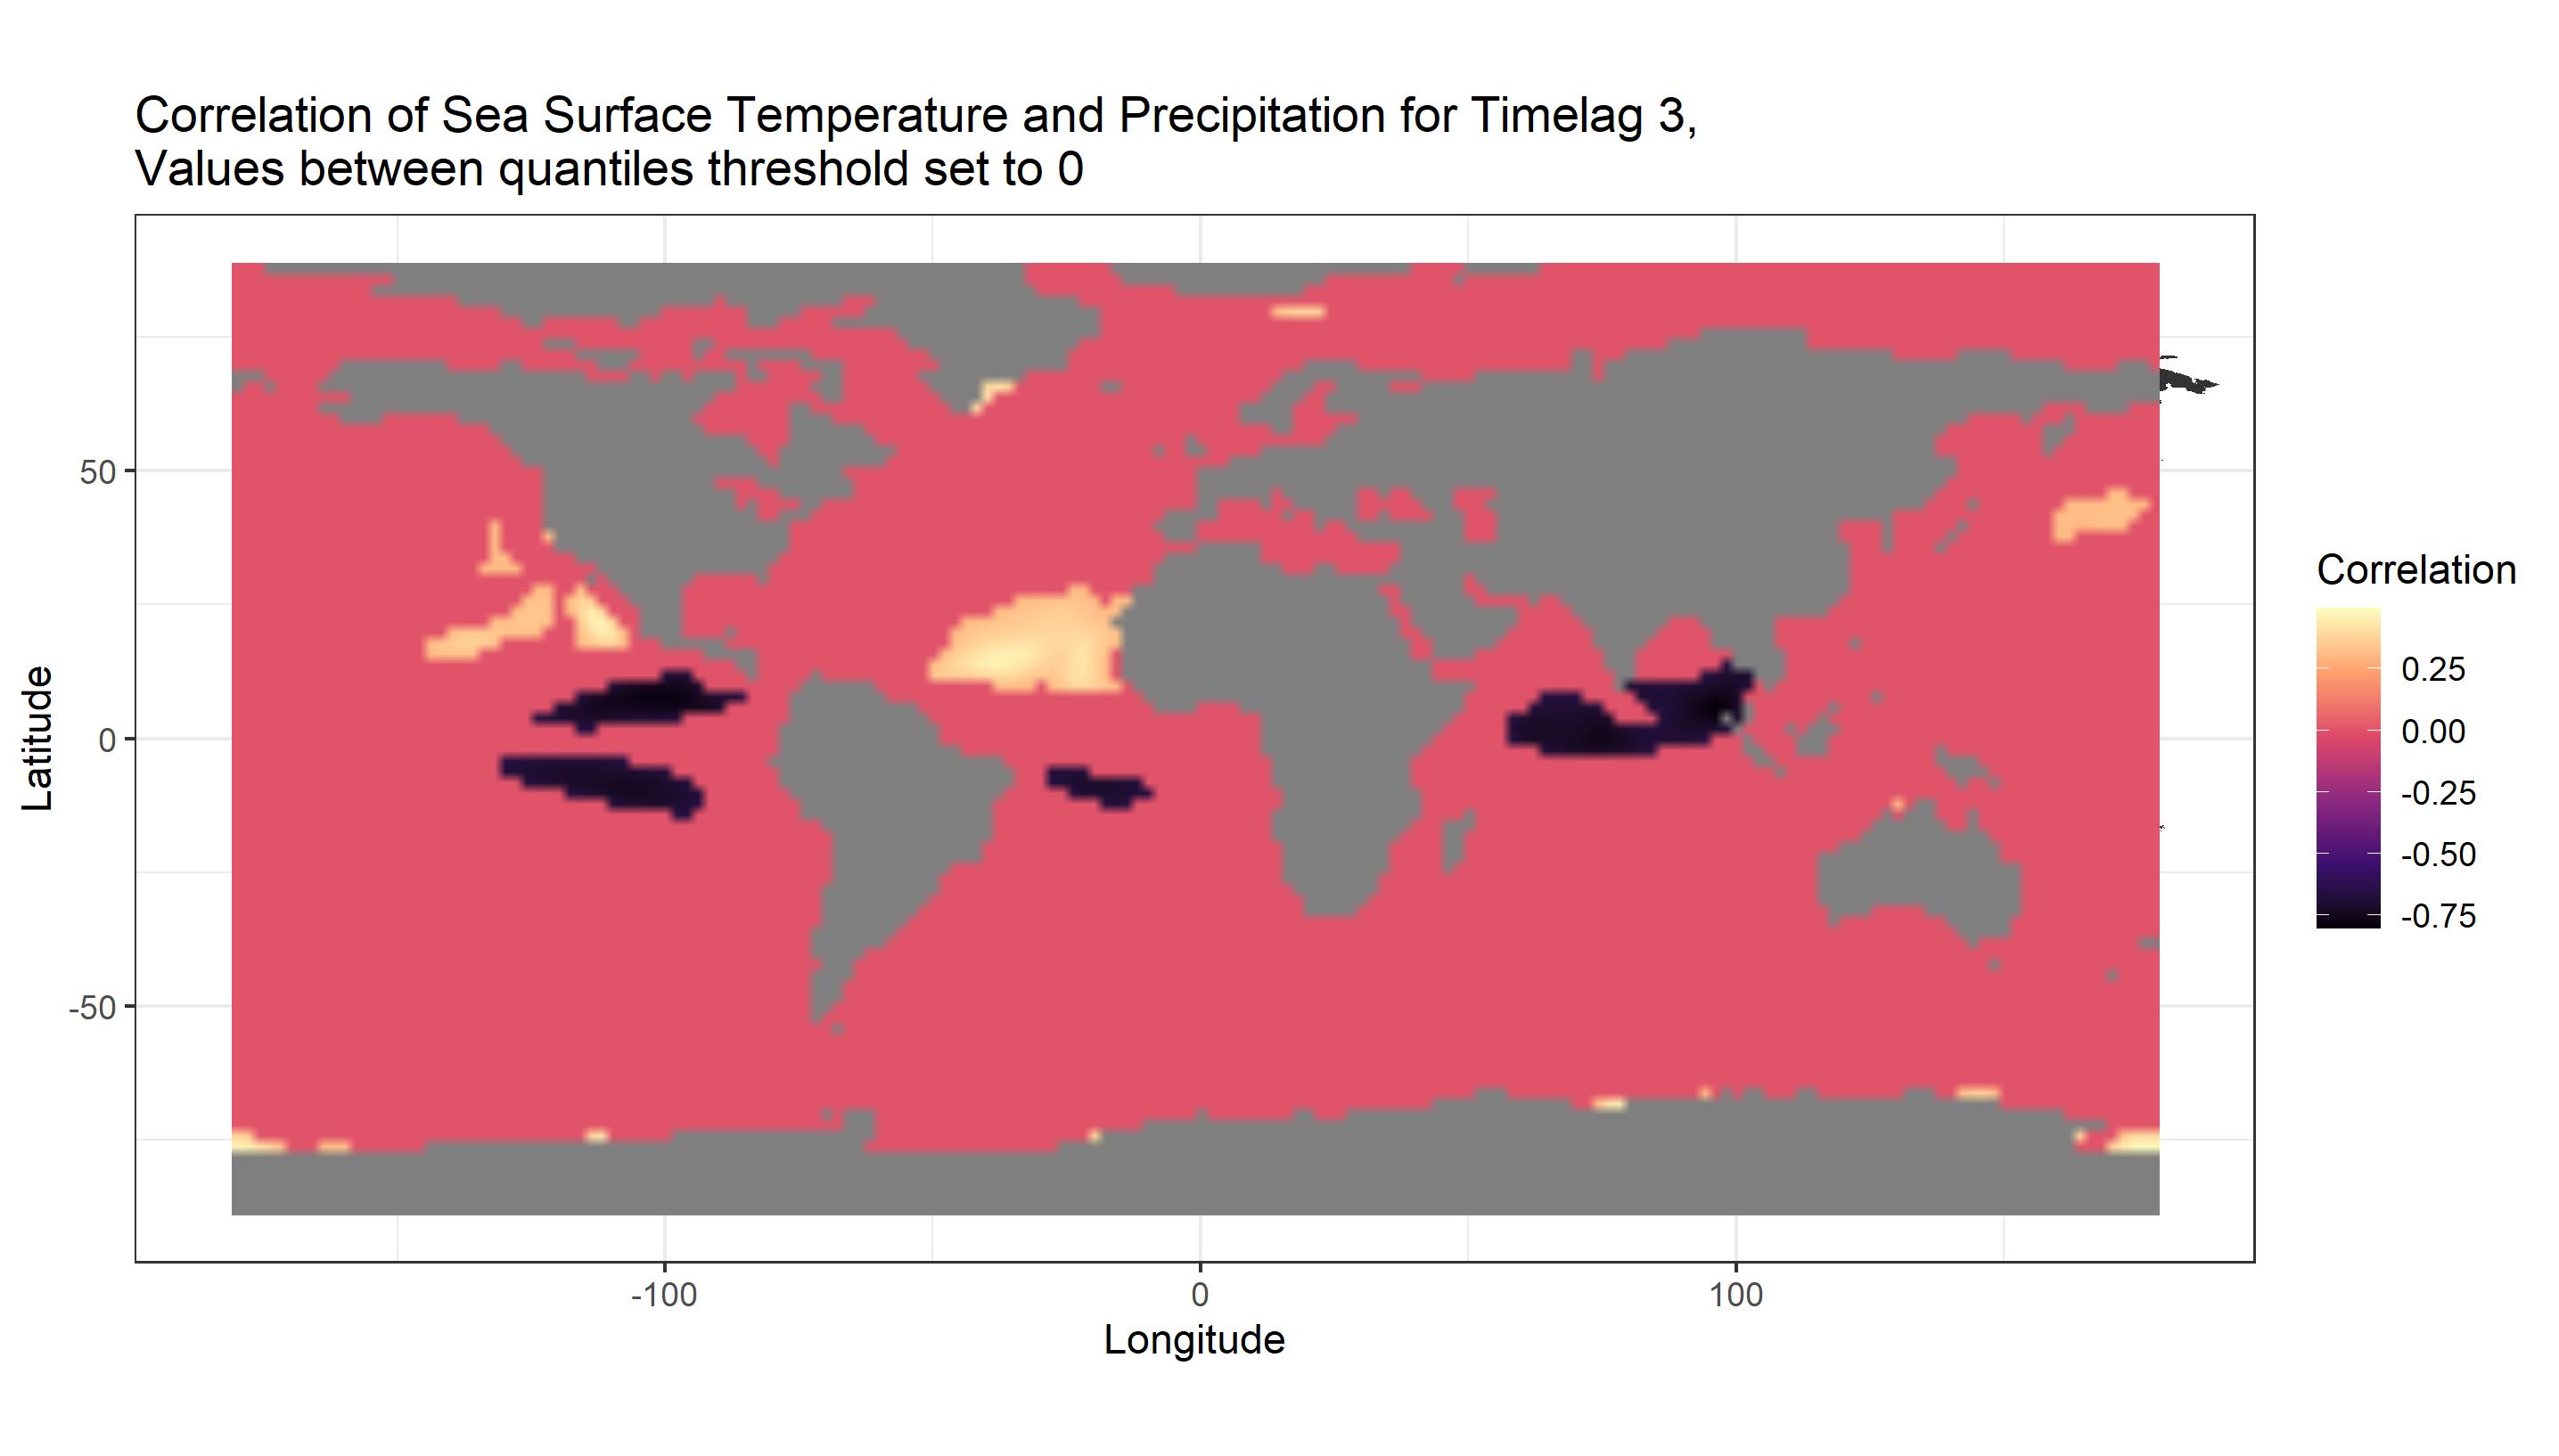 Correlation of Sea Surface Temperature and Precipitation for Timelag 3,
Values between quantiles threshold set to 0
Latitude
50
0
-50
-100
0
100
Longitude
Correlation
0.25
0.00
-0.25
-0.50
-0.75